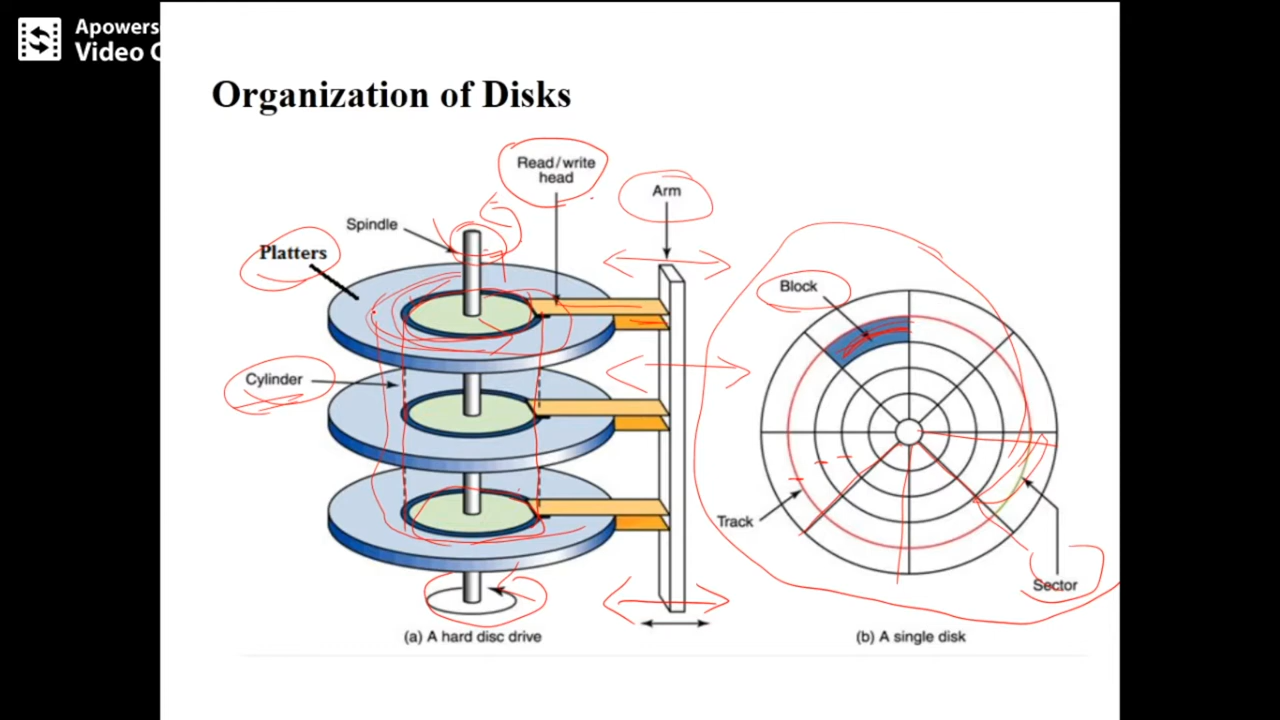 Apowers
Video C
Organization of Disks
Read/write
head
Arm
Spindle
Platters
Block
Cylinder
Track
Sector
(a) A hard disc drive
(b) A single disk